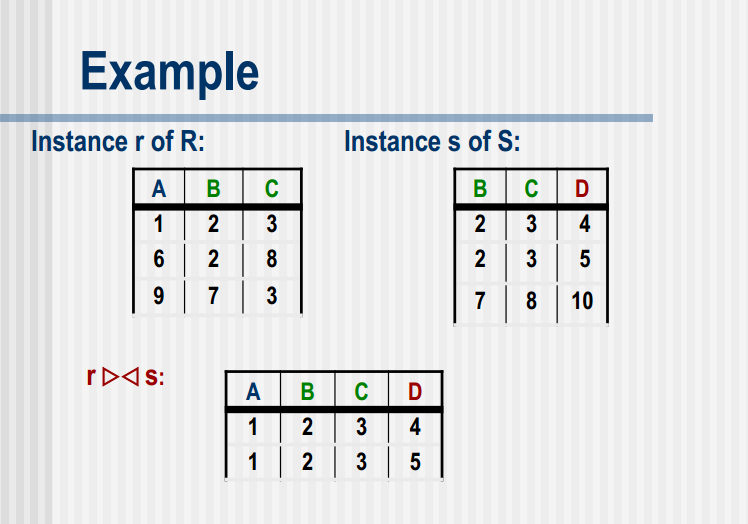 Example
Instance r of R: Instance s of S:
A B C B C D
1 2 3 2 3 4
6 2 8 2 3 5
9 7 3 7 8 10
r ▷◁ s:
A B C D
1 2 3 4
1 2 3 5